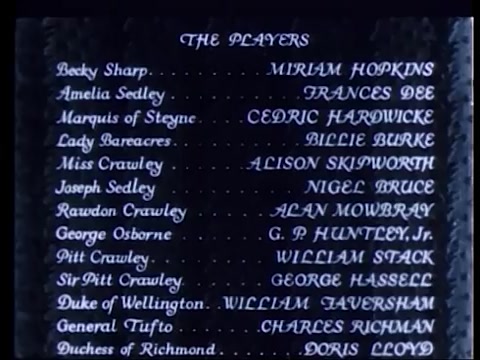 THE PLAYERS
Becky Sharp. . . . . . . . . . . MIRIAM HOPKINS
Amelia Sedley . . . . . . . . . . FRANCES DEE
Marquis of Steyne . . . . CEDRIC HARDWICKE
Lady Bareacres . . . . . . . . . . BILLIE BURKE
Miss Crawley . . . . . . . ALISON SKIPWORTH
Joseph Sedley . . . . . . . . . . . NIGEL BRUCE
Rawdon Crawley . . . . . . ALAN MOWBRAY
George Osborne . . . . . . . G. P. HUNTLEY, Jr.
Pitt Crawley. . . . . . . . . . . WILLIAM STACK
Sir Pitt Crawley. . . . . . . . GEORGE HASSELL
Duke of Wellington. . WILLIAM FAVERSHAM
General Tufto . . . . . . . CHARLES RICHMAN
Duchess of Richmond . . . . . . . DORIS LLOYD